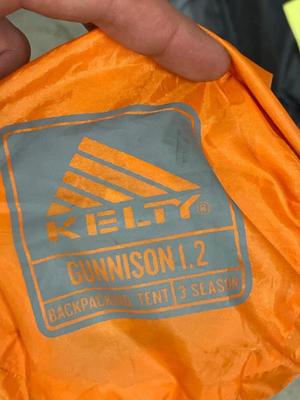 KELTY®
GUNNISON 1.2
BACKPACKING TENT 3 SEASON